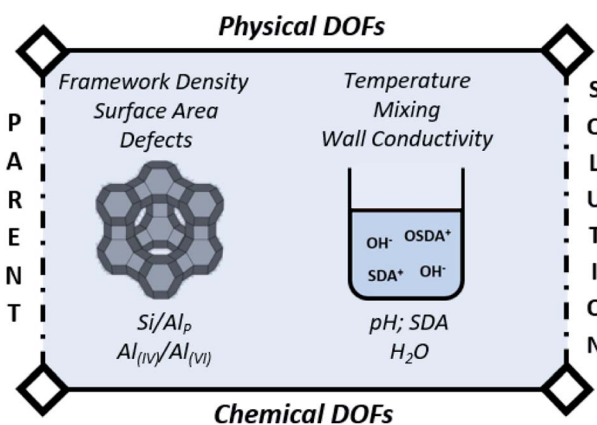 Physical DOFs
PARENT
Framework Density
Surface Area
Defects
Si/Al_P
Al_(IV)/Al_(VI)
Temperature
Mixing
Wall Conductivity
OH⁻ OSDA⁺
SDA⁺ OH⁻
pH; SDA
H₂O
SOLUTION
Chemical DOFs